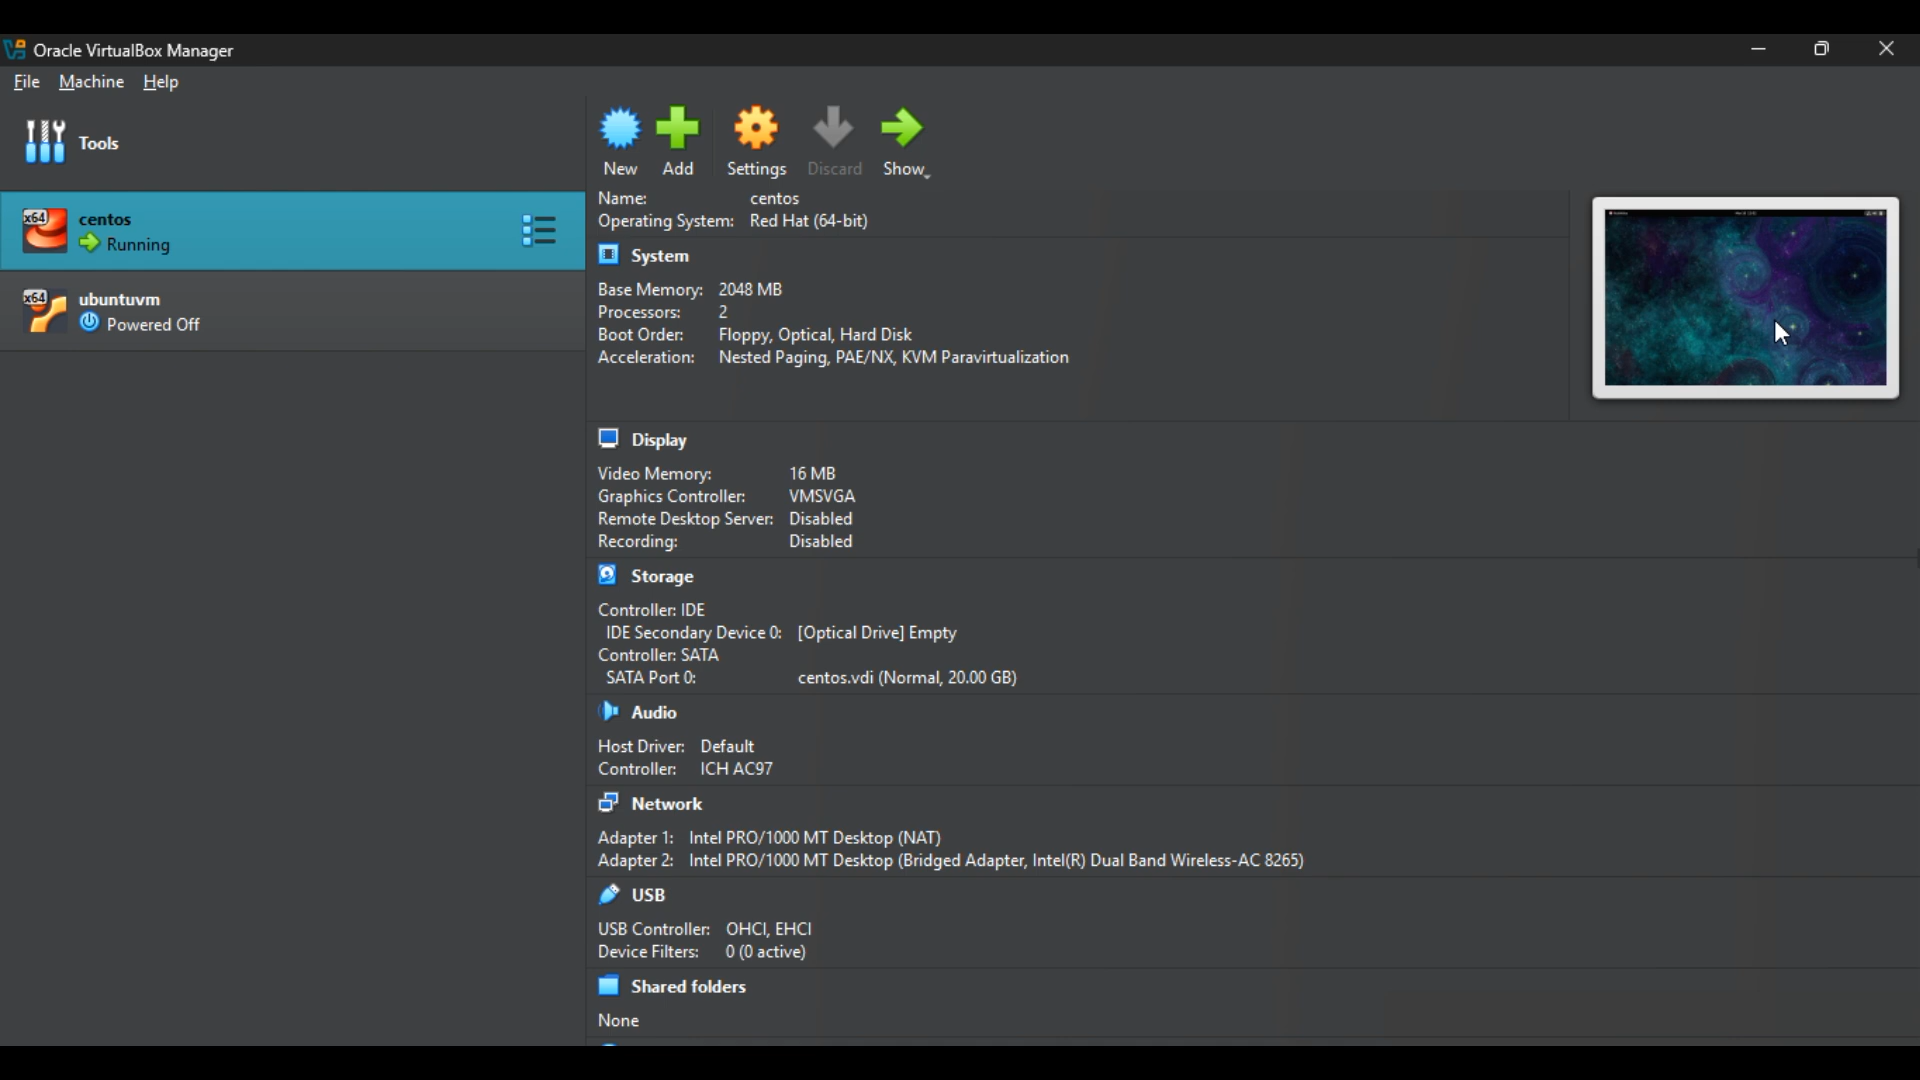 Oracle VirtualBox Manager
File Machine Help
Tools
New Add Settings Discard Show
x64 centos
Running
x64 ubuntuvm
Powered Off
Name: centos
Operating System: Red Hat (64-bit)
System
Base Memory: 2048 MB
Processors: 2
Boot Order: Floppy, Optical, Hard Disk
Acceleration: Nested Paging, PAE/NX, KVM Paravirtualization
Display
Video Memory: 16 MB
Graphics Controller: VMSVGA
Remote Desktop Server: Disabled
Recording: Disabled
Storage
Controller: IDE
IDE Secondary Device 0: [Optical Drive] Empty
Controller: SATA
SATA Port 0: centos.vdi (Normal, 20.00 GB)
Audio
Host Driver: Default
Controller: ICH AC97
Network
Adapter 1: Intel PRO/1000 MT Desktop (NAT)
Adapter 2: Intel PRO/1000 MT Desktop (Bridged Adapter, Intel(R) Dual Band Wireless-AC 8265)
USB
USB Controller: OHCI, EHCI
Device Filters: 0 (0 active)
Shared folders
None